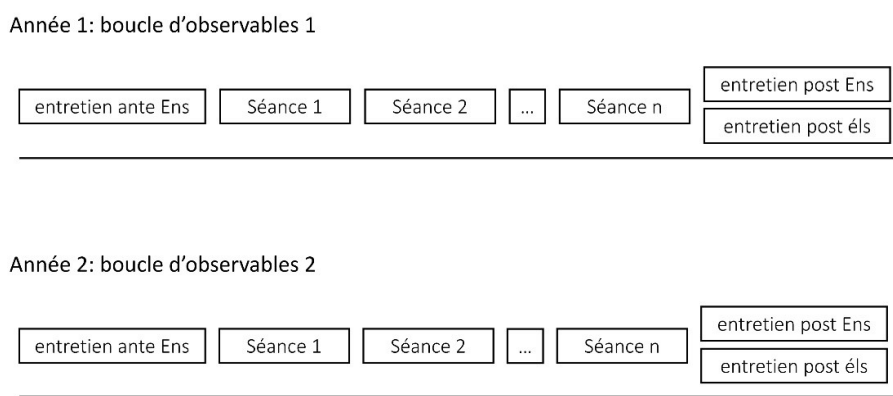 Année 1: boucle d'observables 1
entretien ante Ens
Séance 1
Séance 2
...
Séance n
entretien post Ens
entretien post éls
Année 2: boucle d'observables 2
entretien ante Ens
Séance 1
Séance 2
...
Séance n
entretien post Ens
entretien post éls